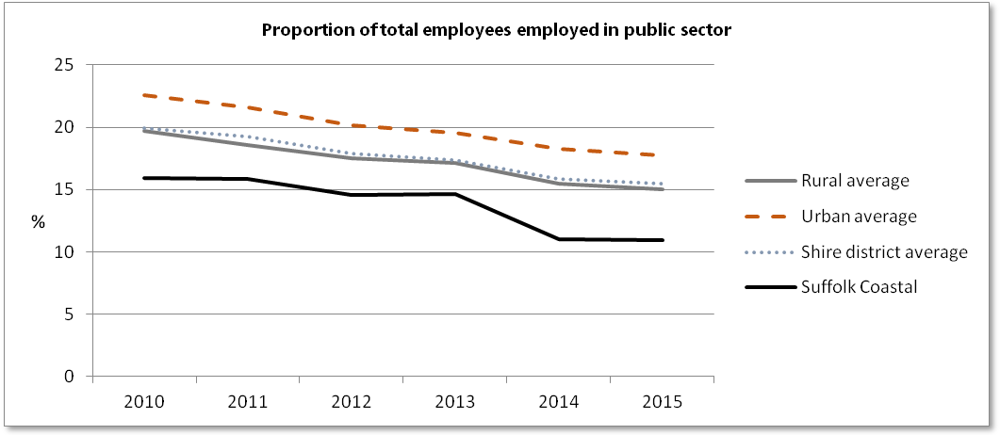 Proportion of total employees employed in public sector
25
20
15
%
10
5
0
2010 2011 2012 2013 2014 2015
Rural average
Urban average
Shire district average
Suffolk Coastal